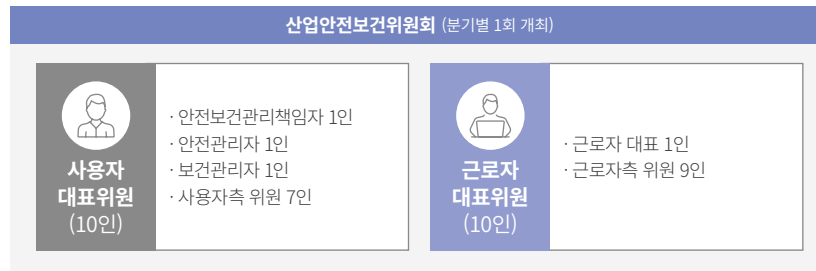 산업안전보건위원회 (분기별 1회 개최)
사용자
대표위원
(10인)
· 안전보건관리책임자 1인
· 안전관리자 1인
· 보건관리자 1인
· 사용자측 위원 7인
근로자
대표위원
(10인)
· 근로자 대표 1인
· 근로자측 위원 9인